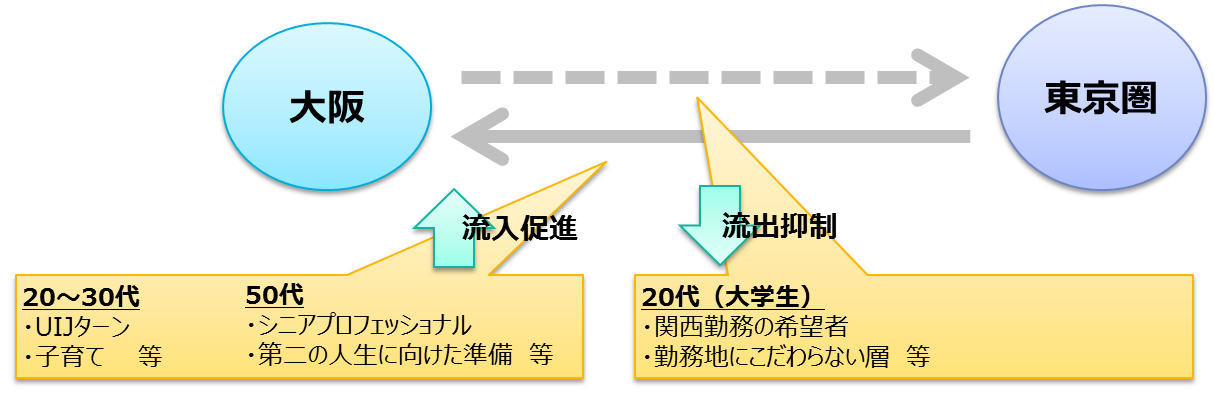 大阪
東京圏
流入促進
流出抑制
20～30代
・UIJターン
・子育て　等
50代
・シニアプロフェッショナル
・第二の人生に向けた準備　等
20代（大学生）
・関西勤務の希望者
・勤務地にこだわらない層　等